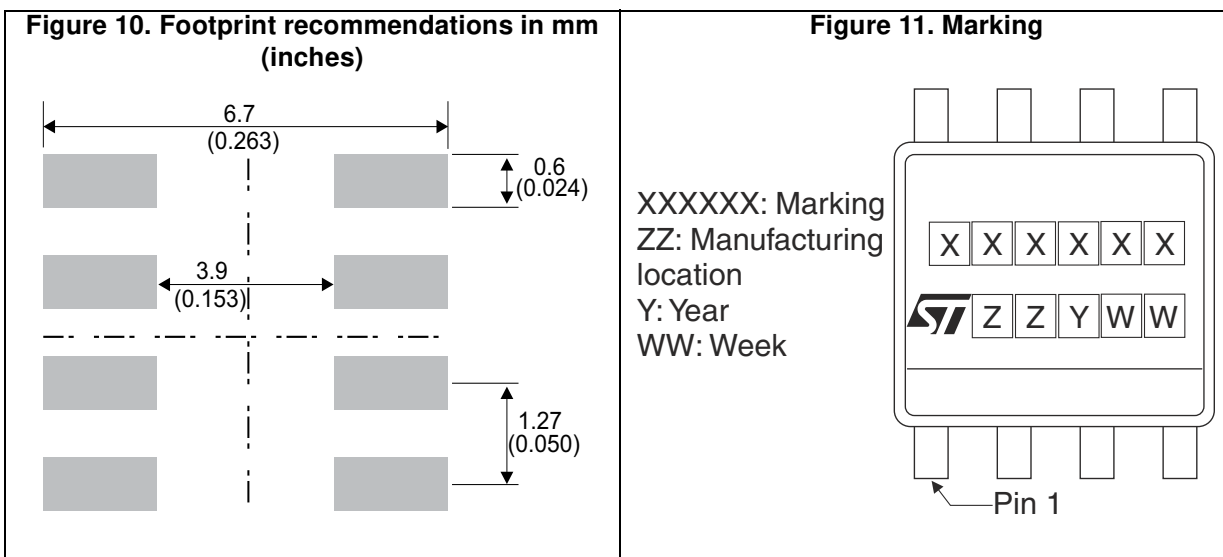 Figure 10. Footprint recommendations in mm
(inches)
6.7
(0.263)
0.6
(0.024)
3.9
(0.153)
1.27
(0.050)
Figure 11. Marking
XXXXXX: Marking
ZZ: Manufacturing
location
Y: Year
WW: Week
X X X X X X
ST Z Z Y W W
Pin 1